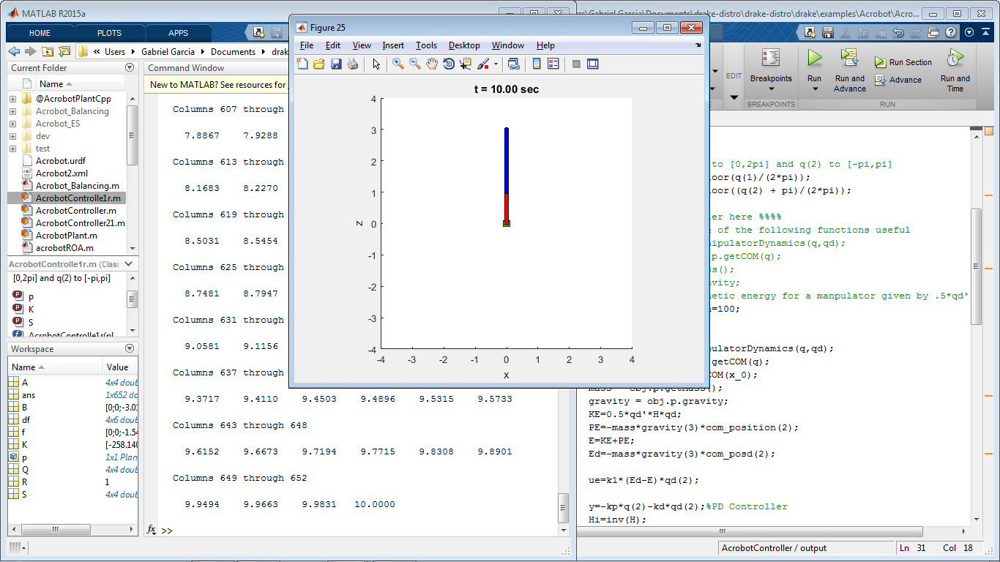 MATLAB R2015a
HOME PLOTS APPS
« Users ▸ Gabriel Garcia ▸ Documents ▸ drak
Current Folder
Name
@AcrobotPlantCpp
Acrobot_Balancing
Acrobot_ES
dev
test
Acrobot.urdf
Acrobot2.xml
Acrobot_Balancing.m
AcrobotControlle1r.m
AcrobotController.m
AcrobotController21.m
AcrobotPlant.m
acrobotROA.m
AcrobotControlle1r.m (Class
[0,2pi] and q(2) to [-pi,pi]
p
K
S
AcrobotControlle1r(pl
Workspace
Name Value
A 4x4 doub
ans 1x652 do
B [0;0;-3.01
df 4x6 doub
f [0;0;-1.54
K [-258.140
p 1x1 Plan
Q 4x4 doub
R 1
S 4x4 doub
Command Window
New to MATLAB? See resources for
Columns 607 through
7.8867 7.9288
Columns 613 through
8.1683 8.2270
Columns 619 through
8.5031 8.5454
Columns 625 through
8.7481 8.7947
Columns 631 through
9.0581 9.1156
Columns 637 through
9.3717 9.4110 9.4503 9.4896 9.5315 9.5733
Columns 643 through 648
9.6152 9.6673 9.7194 9.7715 9.8308 9.8901
Columns 649 through 652
9.9494 9.9663 9.9831 10.0000
fx >>
Figure 25
File Edit View Insert Tools Desktop Window Help
t = 10.00 sec
4
3
2
1
0
-1
-2
-3
-4
z
-4 -3 -2 -1 0 1 2 3 4
x
rs\Gabriel Garcia\Documents\drake-distro\drake-distro\drake\examples\Acrobot\Acro...
EDIT
Breakpoints
Run
Run and Advance
Run Section
Advance
Run and Time
BREAKPOINTS
RUN
to [0,2pi] and q(2) to [-pi,pi]
loor(q(1)/(2*pi));
loor((q(2) + pi)/(2*pi));
er here %%%%
e of the following functions useful
nipulatorDynamics(q,qd);
p.getCOM(q);
ss();
avity;
netic energy for a manpulator given by .5*qd'
d=100;
pulatorDynamics(q,qd);
getCOM(q);
COM(x_0);
mass = obj.p.getMass();
gravity = obj.p.gravity;
KE=0.5*qd'*H*qd;
PE=-mass*gravity(3)*com_position(2);
E=KE+PE;
Ed=-mass*gravity(3)*com_posd(2);
ue=k1*(Ed-E)*qd(2);
y=-kp*q(2)-kd*qd(2);%PD Controller
Hi=inv(H);
AcrobotController / output
Ln 31 Col 18